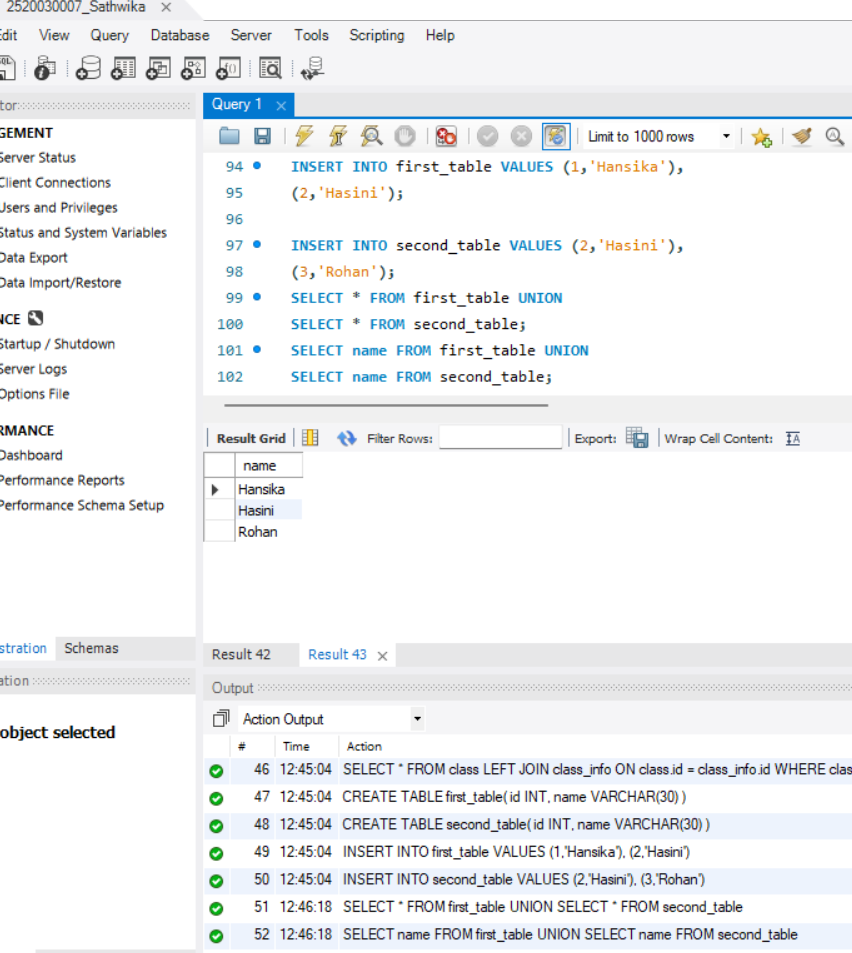 2520030007_Sathwika ×
Edit View Query Database Server Tools Scripting Help
Query 1 ×
Limit to 1000 rows
GEMENT
Server Status
Client Connections
Users and Privileges
Status and System Variables
Data Export
Data Import/Restore
NCE
Startup / Shutdown
Server Logs
Options File
RMANCE
Dashboard
Performance Reports
Performance Schema Setup
stration Schemas
object selected
94 INSERT INTO first_table VALUES (1,'Hansika'),
95 (2,'Hasini');
96
97 INSERT INTO second_table VALUES (2,'Hasini'),
98 (3,'Rohan');
99 SELECT * FROM first_table UNION
100 SELECT * FROM second_table;
101 SELECT name FROM first_table UNION
102 SELECT name FROM second_table;
Result Grid Filter Rows: Export: Wrap Cell Content:
name
Hansika
Hasini
Rohan
Result 42 Result 43 ×
Output
Action Output
# Time Action
46 12:45:04 SELECT * FROM class LEFT JOIN class_info ON class.id = class_info.id WHERE clas
47 12:45:04 CREATE TABLE first_table( id INT, name VARCHAR(30) )
48 12:45:04 CREATE TABLE second_table( id INT, name VARCHAR(30) )
49 12:45:04 INSERT INTO first_table VALUES (1,'Hansika'), (2,'Hasini')
50 12:45:04 INSERT INTO second_table VALUES (2,'Hasini'), (3,'Rohan')
51 12:46:18 SELECT * FROM first_table UNION SELECT * FROM second_table
52 12:46:18 SELECT name FROM first_table UNION SELECT name FROM second_table